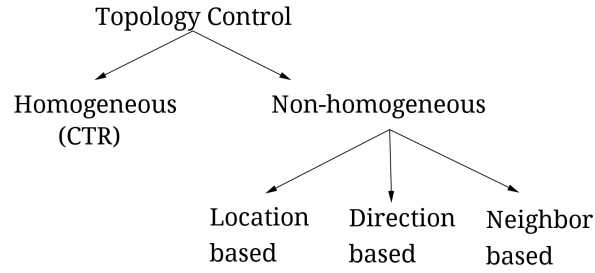 Topology Control
Homogeneous
(CTR)
Non-homogeneous
Location
based
Direction
based
Neighbor
based